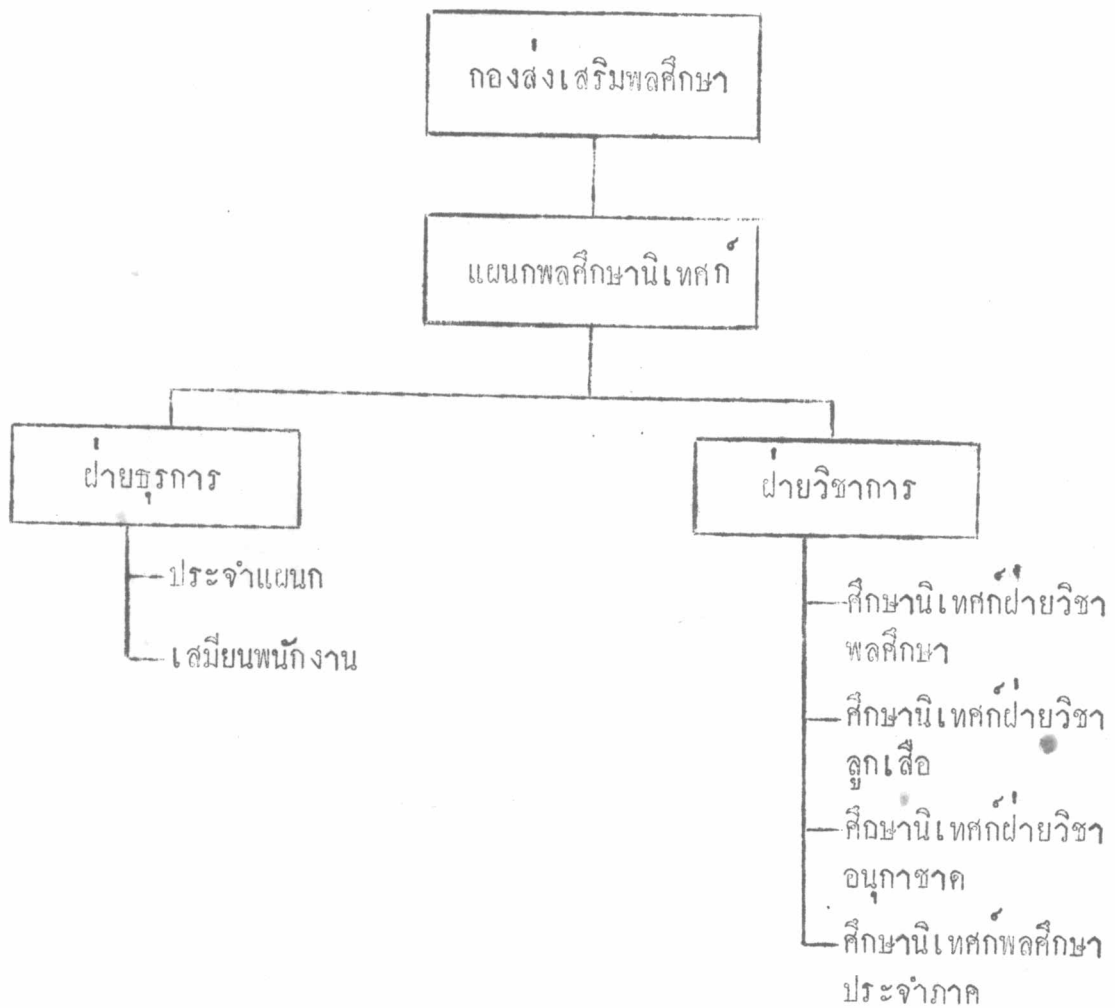 กองส่งเสริมพลศึกษา
แผนกพลศึกษานิเทศก์
ฝ่ายธุรการ
ประจำแผนก
เสมียนพนักงาน
ฝ่ายวิชาการ
ศึกษานิเทศก์ฝ่ายวิชา
พลศึกษา
ศึกษานิเทศก์ฝ่ายวิชา
ลูกเสือ
ศึกษานิเทศก์ฝ่ายวิชา
อนุกาชาด
ศึกษานิเทศก์พลศึกษา
ประจำภาค